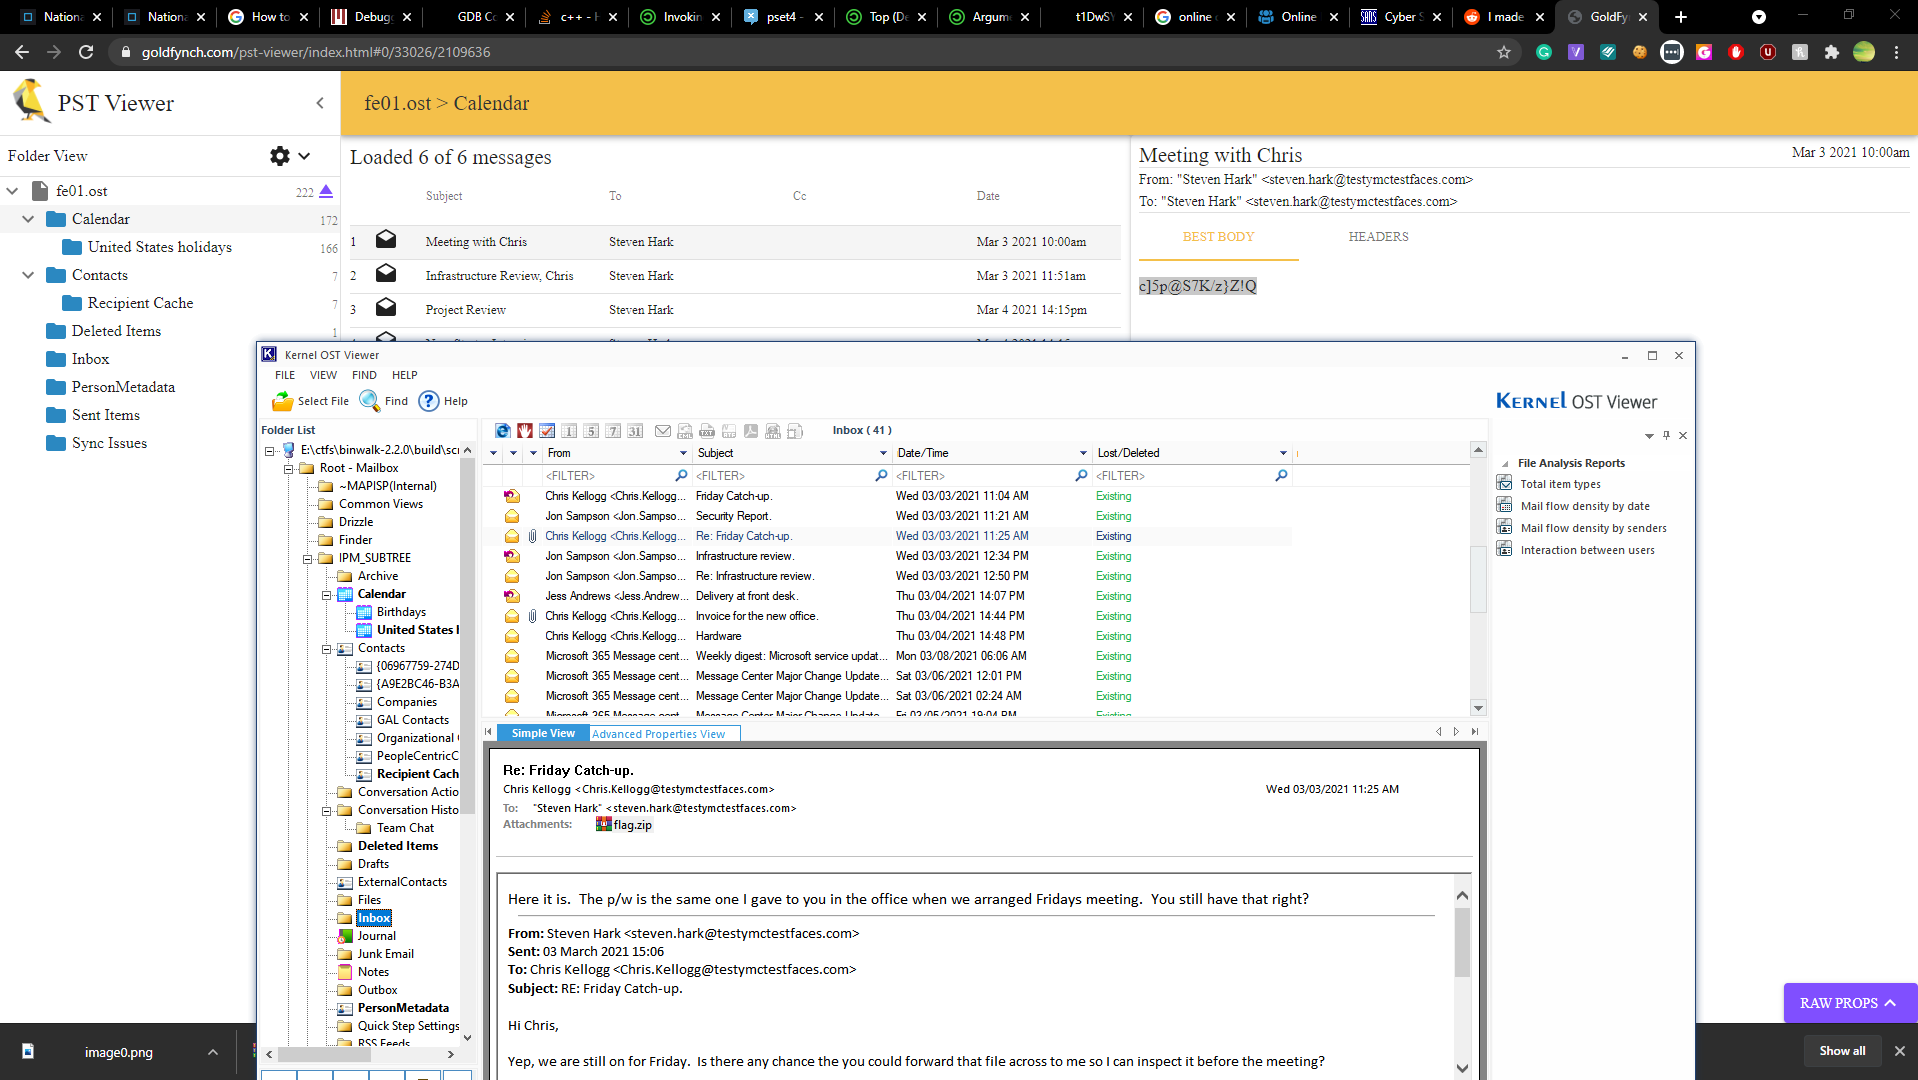 Nationa Nationa How to Debugg GDB Co c++ - H Invokin pset4 - Top (De Argume t1DwSY online Online Cyber S I made GoldFyn
goldfynch.com/pst-viewer/index.html#0/33026/2109636
PST Viewer
fe01.ost > Calendar
Folder View
fe01.ost 222
Calendar 172
United States holidays 166
Contacts 7
Recipient Cache 7
Deleted Items 1
Inbox
PersonMetadata
Sent Items
Sync Issues
Loaded 6 of 6 messages
Subject To Cc Date
1 Meeting with Chris Steven Hark Mar 3 2021 10:00am
2 Infrastructure Review, Chris Steven Hark Mar 3 2021 11:51am
3 Project Review Steven Hark Mar 4 2021 14:15pm
Meeting with Chris Mar 3 2021 10:00am
From: "Steven Hark" <steven.hark@testymctestfaces.com>
To: "Steven Hark" <steven.hark@testymctestfaces.com>
BEST BODY HEADERS
c]5p@S7K/z}Z!Q
Kernel OST Viewer
FILE VIEW FIND HELP
Select File Find Help
KERNEL OST Viewer
Folder List
E:\ctfs\binwalk-2.2.0\build\scr
Root - Mailbox
~MAPISP(Internal)
Common Views
Drizzle
Finder
IPM_SUBTREE
Archive
Calendar
Birthdays
United States h
Contacts
{06967759-274D
{A9E2BC46-B3A
Companies
GAL Contacts
Organizational
PeopleCentricC
Recipient Cach
Conversation Actio
Conversation Histo
Team Chat
Deleted Items
Drafts
ExternalContacts
Files
Inbox
Journal
Junk Email
Notes
Outbox
PersonMetadata
Quick Step Settings
RSS Feeds
Inbox ( 41 )
From Subject Date/Time Lost/Deleted
<FILTER> <FILTER> <FILTER> <FILTER>
Chris Kellogg <Chris.Kellogg... Friday Catch-up. Wed 03/03/2021 11:04 AM Existing
Jon Sampson <Jon.Sampso... Security Report. Wed 03/03/2021 11:21 AM Existing
Chris Kellogg <Chris.Kellogg... Re: Friday Catch-up. Wed 03/03/2021 11:25 AM Existing
Jon Sampson <Jon.Sampso... Infrastructure review. Wed 03/03/2021 12:34 PM Existing
Jon Sampson <Jon.Sampso... Re: Infrastructure review. Wed 03/03/2021 12:50 PM Existing
Jess Andrews <Jess.Andrew... Delivery at front desk. Thu 03/04/2021 14:07 PM Existing
Chris Kellogg <Chris.Kellogg... Invoice for the new office. Thu 03/04/2021 14:44 PM Existing
Chris Kellogg <Chris.Kellogg... Hardware Thu 03/04/2021 14:48 PM Existing
Microsoft 365 Message cent... Weekly digest: Microsoft service updat... Mon 03/08/2021 06:06 AM Existing
Microsoft 365 Message cent... Message Center Major Change Update... Sat 03/06/2021 12:01 PM Existing
Microsoft 365 Message cent... Message Center Major Change Update... Sat 03/06/2021 02:24 AM Existing
Microsoft 365 Message cent... Message Center Major Change Update... Fri 03/05/2021 19:04 PM Existing
File Analysis Reports
Total item types
Mail flow density by date
Mail flow density by senders
Interaction between users
Simple View Advanced Properties View
Re: Friday Catch-up.
Chris Kellogg <Chris.Kellogg@testymctestfaces.com> Wed 03/03/2021 11:25 AM
To: "Steven Hark" <steven.hark@testymctestfaces.com>
Attachments: flag.zip
Here it is. The p/w is the same one I gave to you in the office when we arranged Fridays meeting. You still have that right?
From: Steven Hark <steven.hark@testymctestfaces.com>
Sent: 03 March 2021 15:06
To: Chris Kellogg <Chris.Kellogg@testymctestfaces.com>
Subject: RE: Friday Catch-up.
Hi Chris,
Yep, we are still on for Friday. Is there any chance the you could forward that file across to me so I can inspect it before the meeting?
RAW PROPS
image0.png
Show all